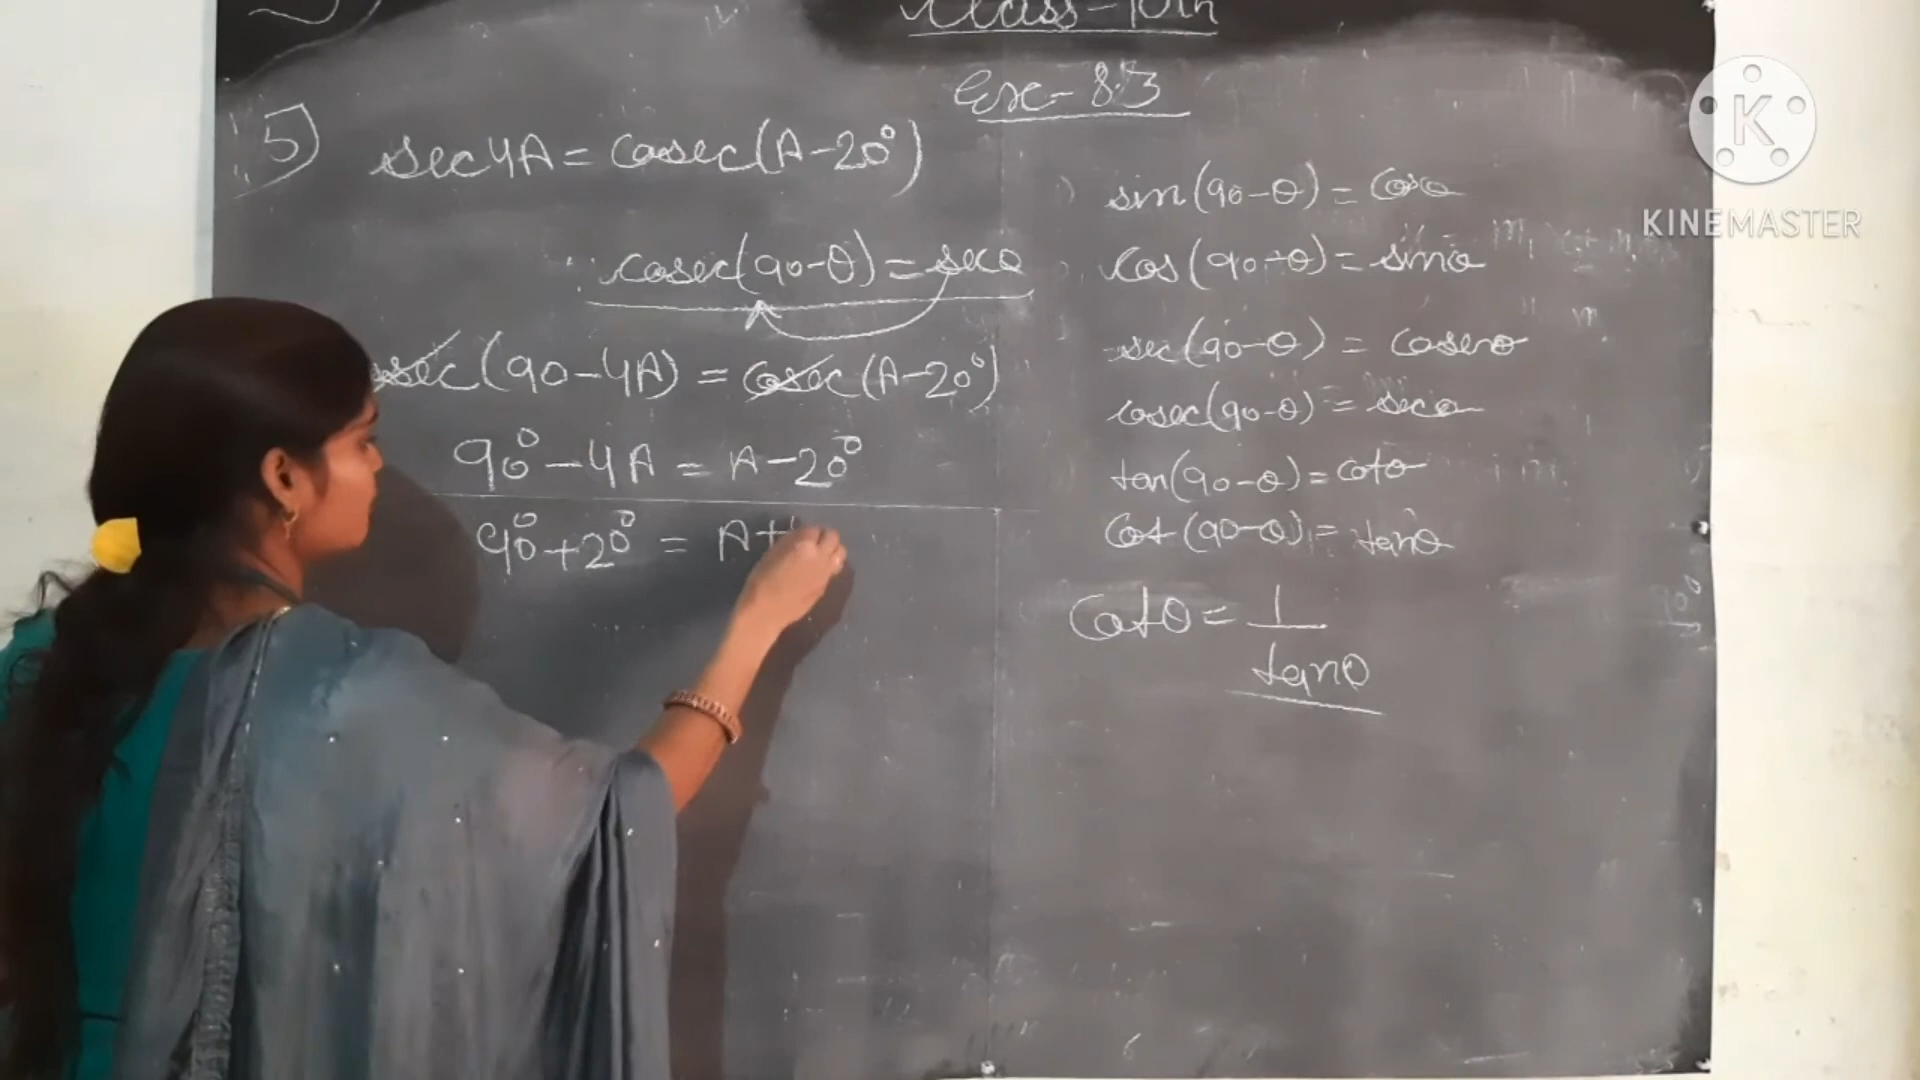 Class-10th
Exe-8.3
5) sec4A = Cosec(A-20°)
cosec(90-θ) = secθ
cosec(90-4A) = Cosec(A-20°)
90°-4A = A-20°
90°+20° = A+
sin(90-θ) = Cosθ
Cos(90-θ) = sinθ
sec(90-θ) = Cosecθ
cosec(90-θ) = secθ
tan(90-θ) = cotθ
Cot(90-θ) = tanθ
Cotθ = 1/tanθ
K
KINEMASTER